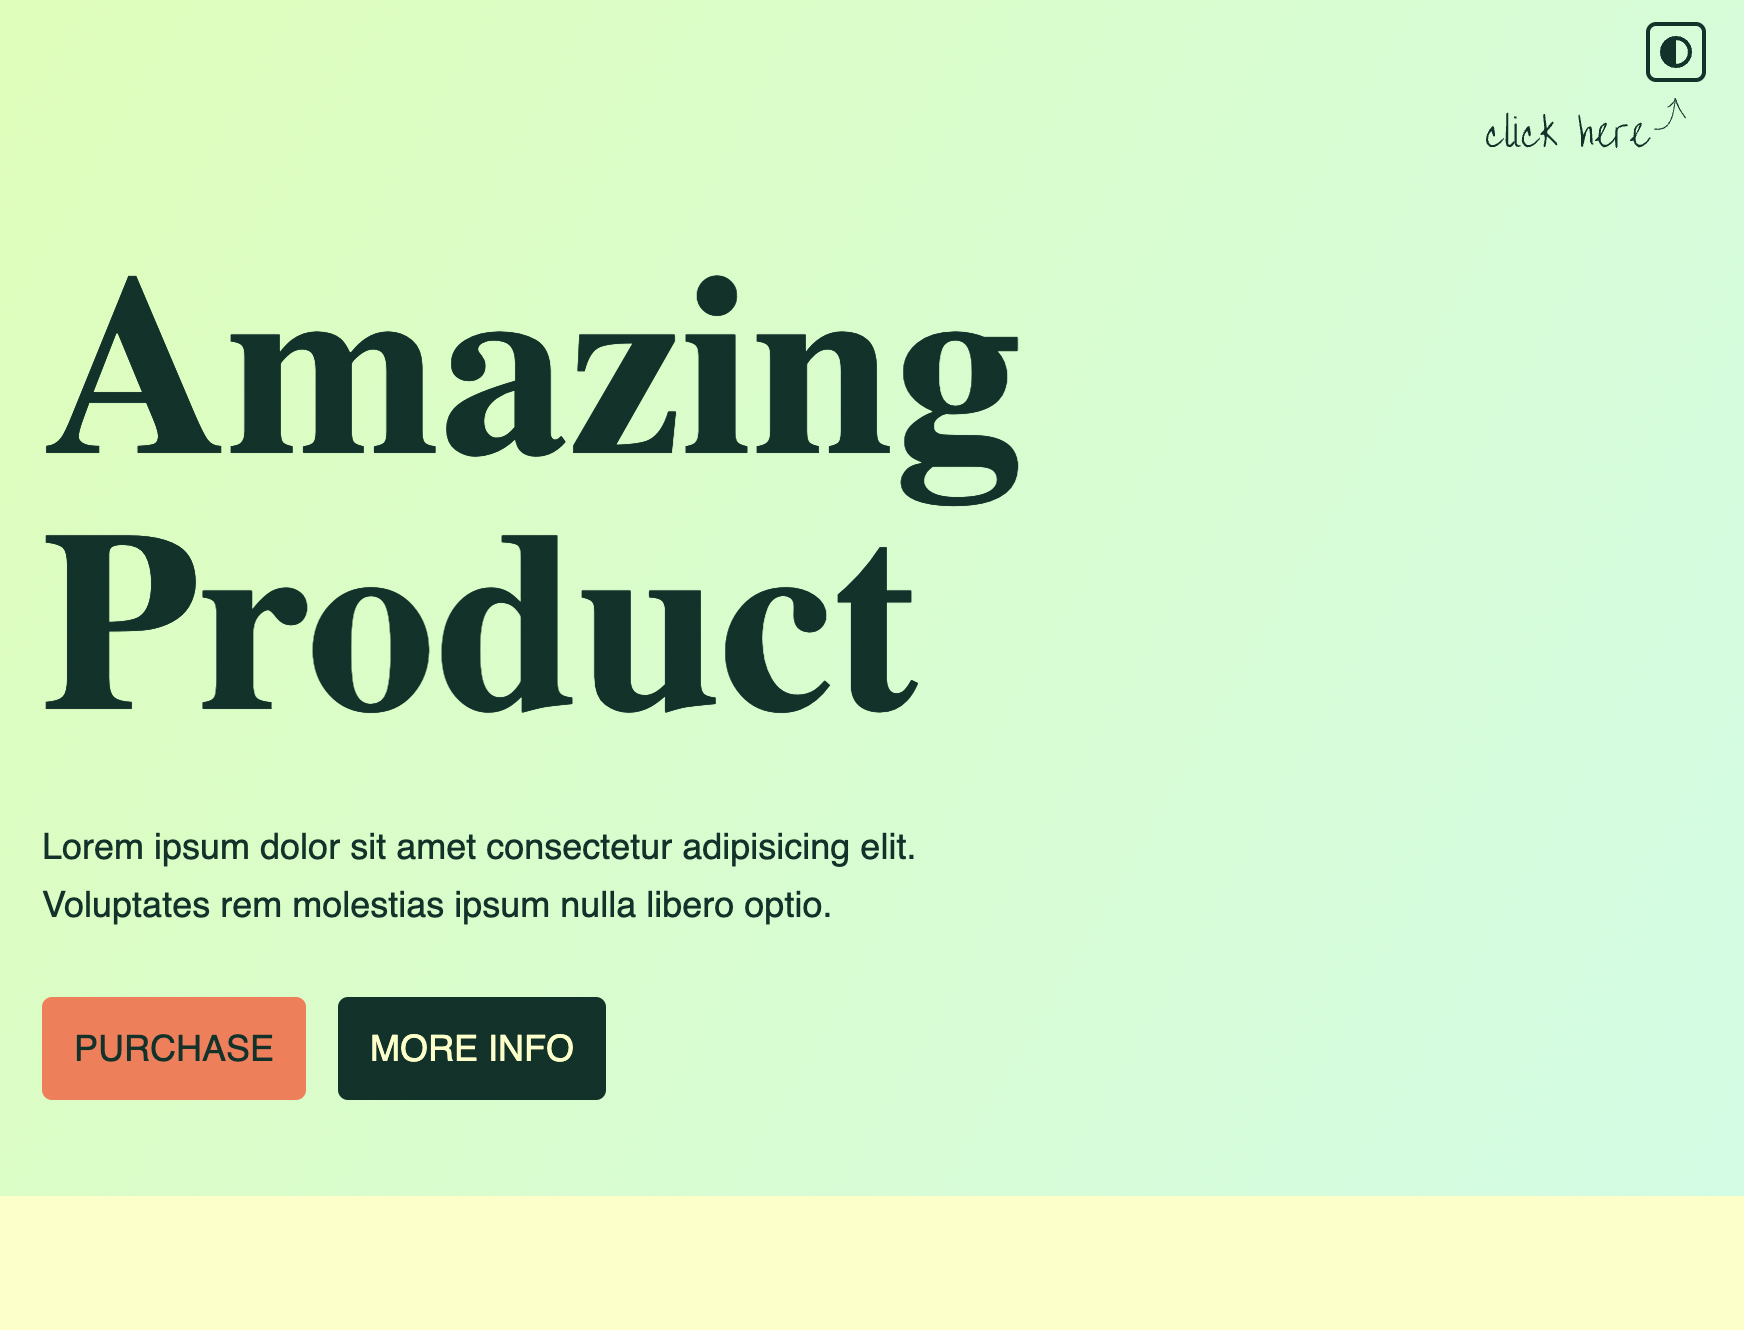 click here
Amazing
Product
Lorem ipsum dolor sit amet consectetur adipisicing elit.
Voluptates rem molestias ipsum nulla libero optio.
PURCHASE
MORE INFO